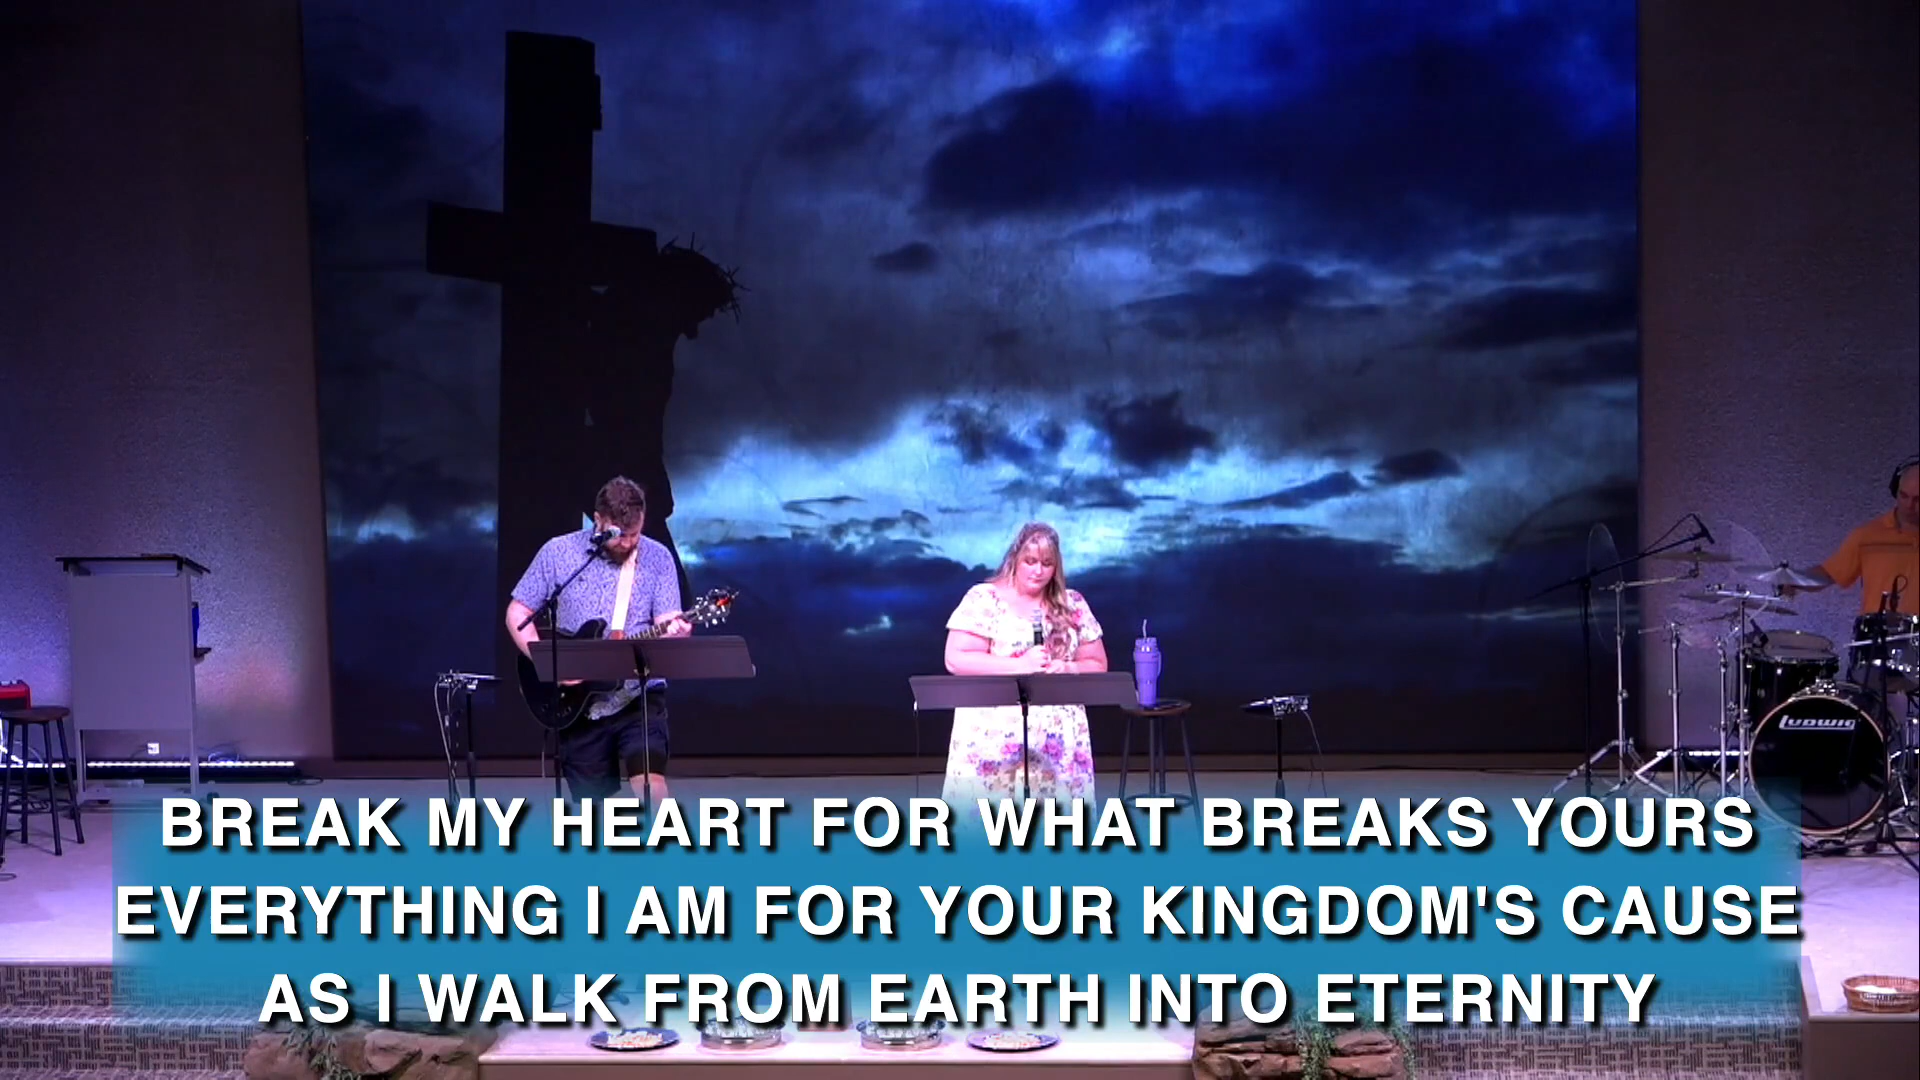 LUDWIG
BREAK MY HEART FOR WHAT BREAKS YOURS
EVERYTHING I AM FOR YOUR KINGDOM'S CAUSE
AS I WALK FROM EARTH INTO ETERNITY